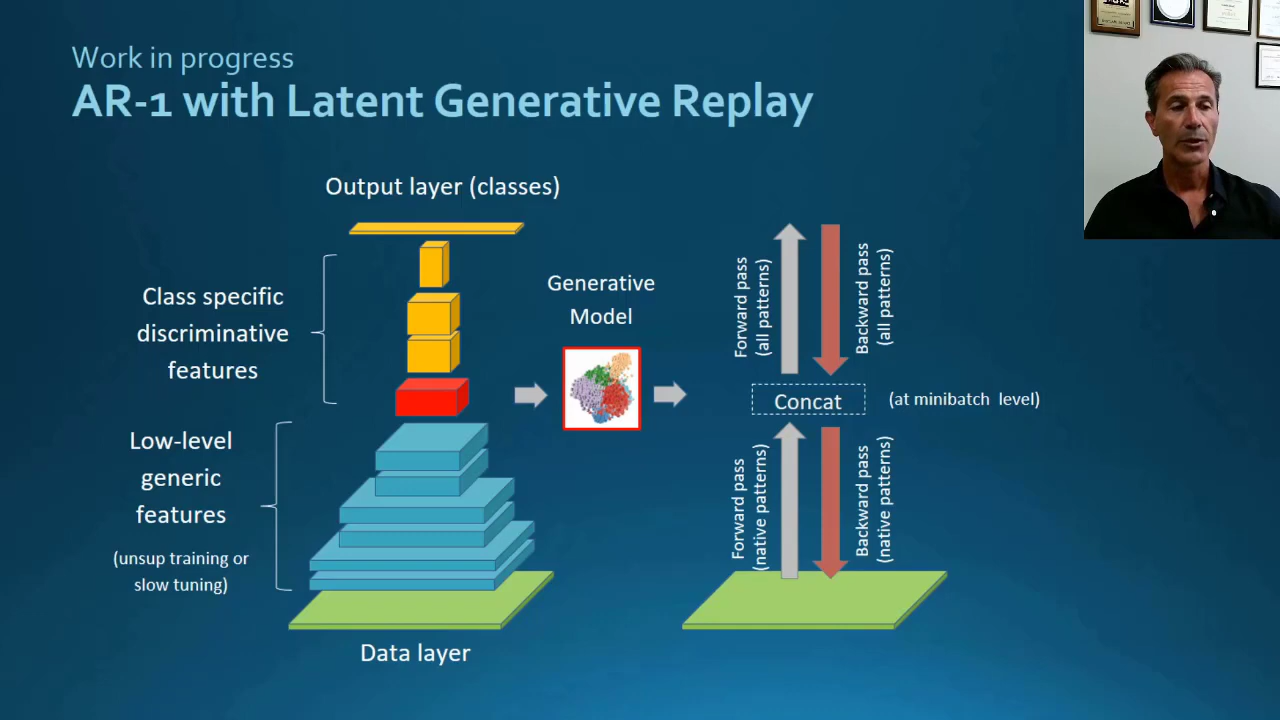 Work in progress
AR-1 with Latent Generative Replay
Output layer (classes)
Class specific
discriminative
features
Low-level
generic
features
(unsup training or
slow tuning)
Data layer
Generative
Model
Forward pass
(all patterns)
Backward pass
(all patterns)
Concat
(at minibatch level)
Forward pass
(native patterns)
Backward pass
(native patterns)